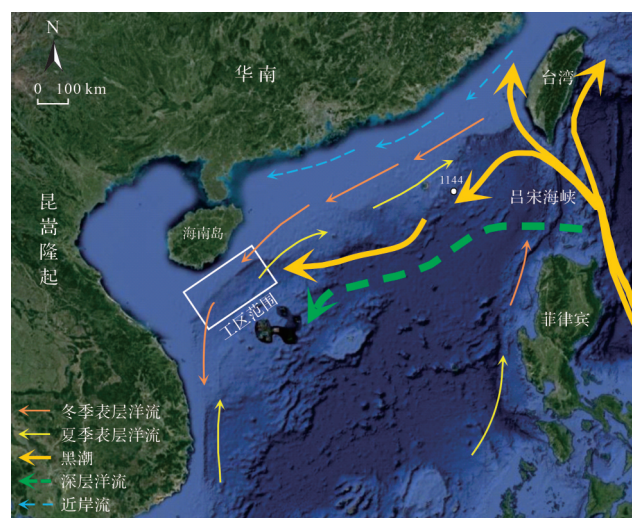 N
0 100 km
华南
台湾
1144
吕宋海峡
昆嵩隆起
海南岛
工区范围
菲律宾
冬季表层洋流
夏季表层洋流
黑潮
深层洋流
近岸流